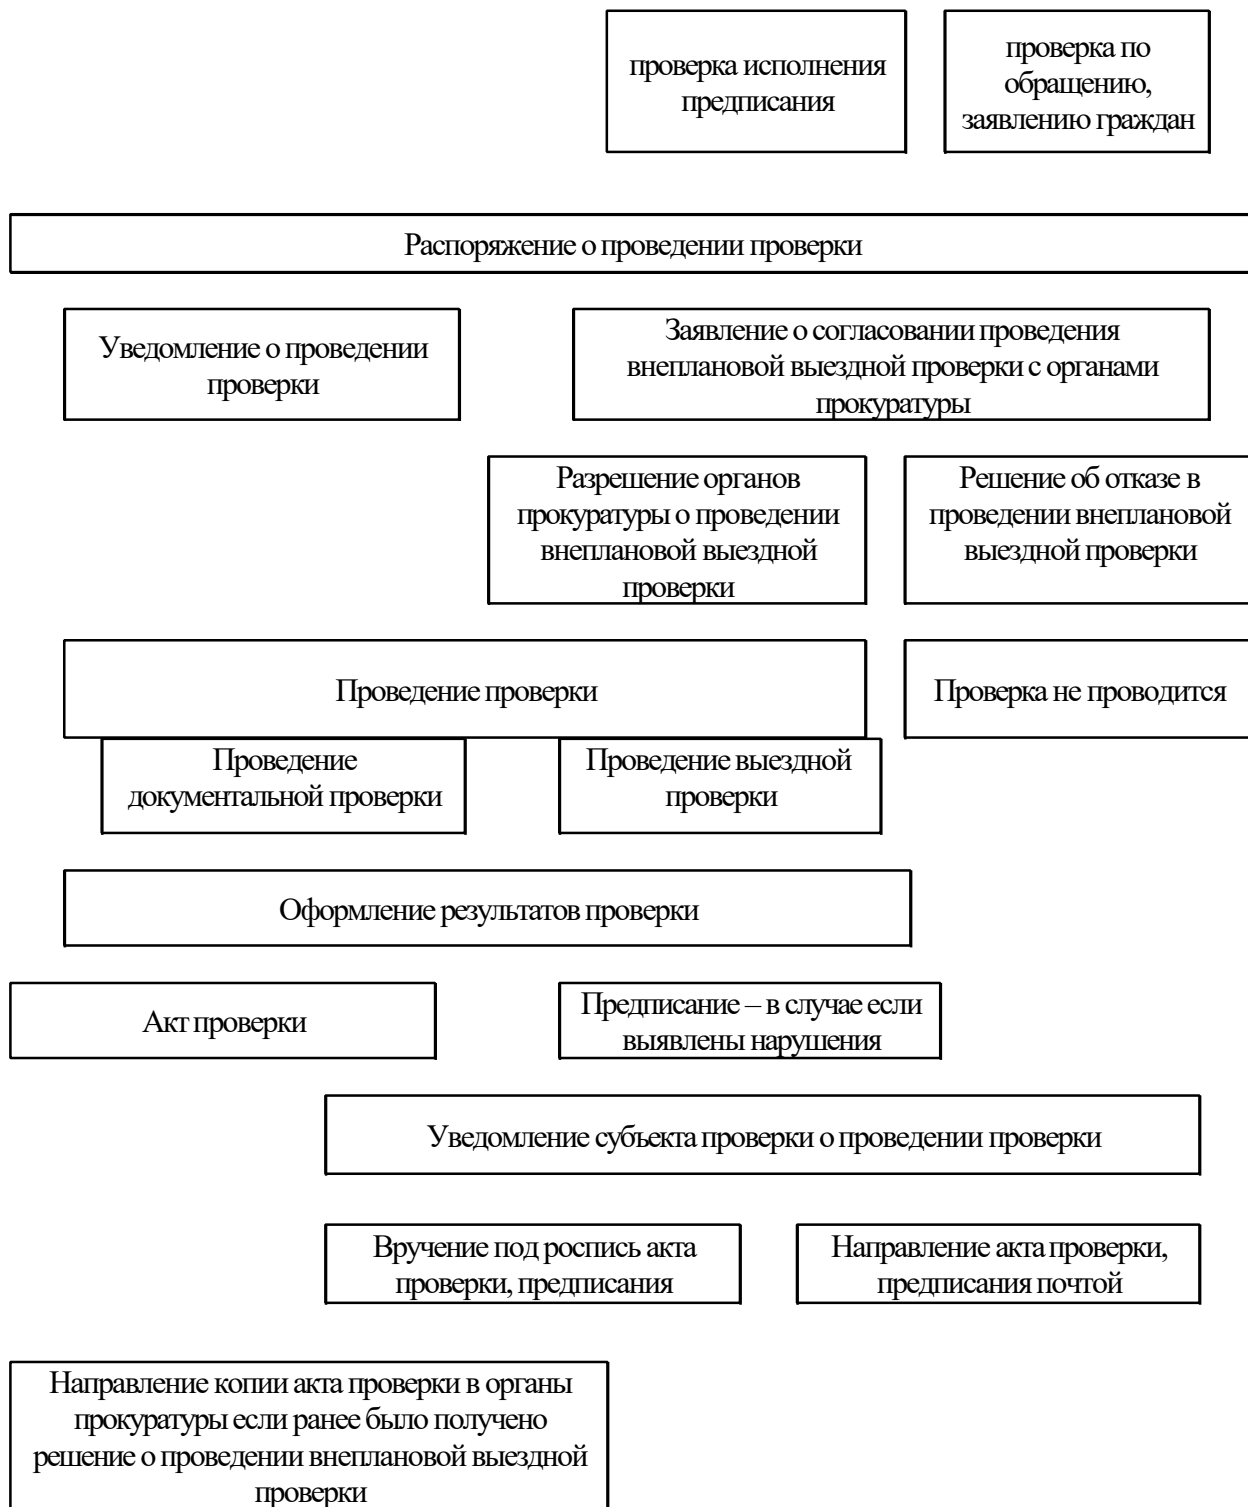 проверка исполнения
предписания
проверка по
обращению,
заявлению граждан
Распоряжение о проведении проверки
Уведомление о проведении
проверки
Заявление о согласовании проведения
внеплановой выездной проверки с органами
прокуратуры
Разрешение органов
прокуратуры о проведении
внеплановой выездной
проверки
Решение об отказе в
проведении внеплановой
выездной проверки
Проведение проверки
Проверка не проводится
Проведение
документальной проверки
Проведение выездной
проверки
Оформление результатов проверки
Акт проверки
Предписание – в случае если
выявлены нарушения
Уведомление субъекта проверки о проведении проверки
Вручение под роспись акта
проверки, предписания
Направление акта проверки,
предписания почтой
Направление копии акта проверки в органы
прокуратуры если ранее было получено
решение о проведении внеплановой выездной
проверки